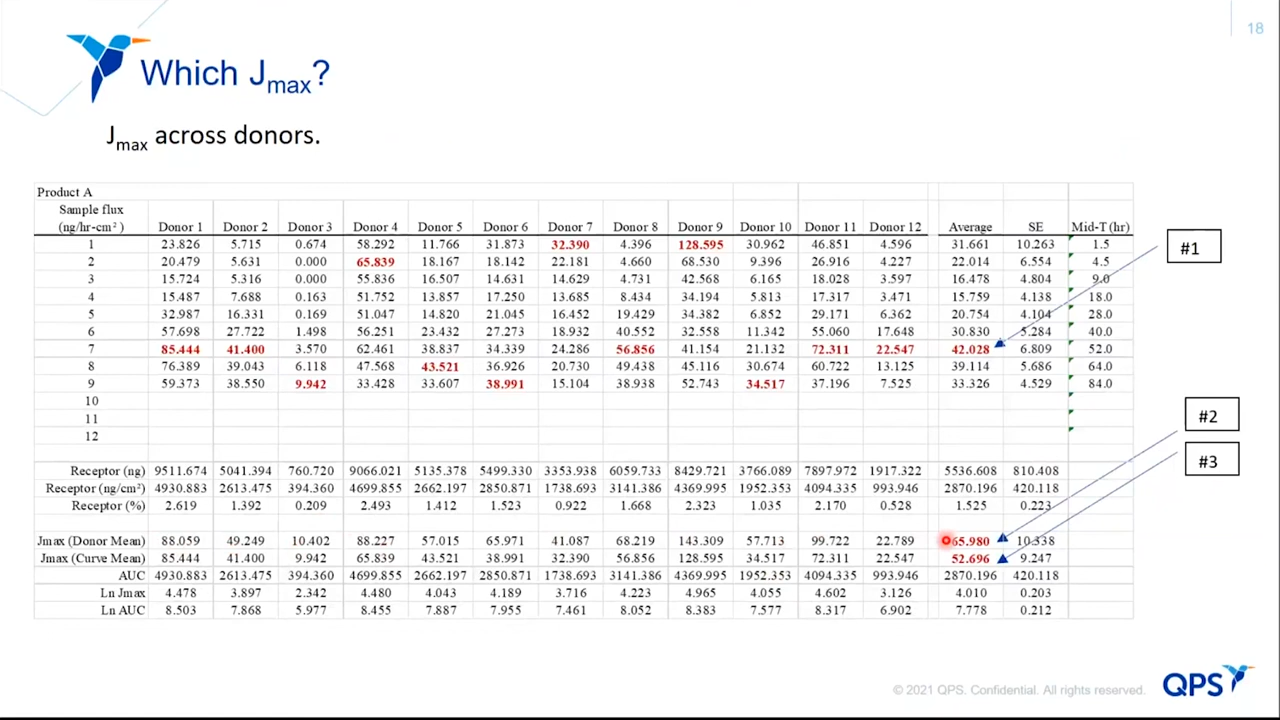 18
Which Jmax?
Jmax across donors.
Product A
Sample flux
(ng/hr-cm²) Donor 1 Donor 2 Donor 3 Donor 4 Donor 5 Donor 6 Donor 7 Donor 8 Donor 9 Donor 10 Donor 11 Donor 12 Average SE Mid-T (hr)
1 23.826 5.715 0.674 58.292 11.766 31.873 32.390 4.396 128.595 30.962 46.851 4.596 31.661 10.263 1.5
#1
2 20.479 5.631 0.000 65.839 18.167 18.142 22.181 4.660 68.530 9.396 26.916 4.227 22.014 6.554 4.5
3 15.724 5.316 0.000 55.836 16.507 14.631 14.629 4.731 42.568 6.165 18.028 3.597 16.478 4.804 9.0
4 15.487 7.688 0.163 51.752 13.857 17.250 13.685 8.434 34.194 5.813 17.317 3.471 15.759 4.138 18.0
5 32.987 16.331 0.169 51.047 14.820 21.045 16.452 19.429 34.382 6.852 29.171 6.362 20.754 4.104 28.0
6 57.698 27.722 1.498 56.251 23.432 27.273 18.932 40.552 32.558 11.342 55.060 17.648 30.830 5.284 40.0
7 85.444 41.400 3.570 62.461 38.837 34.339 24.286 56.856 41.154 21.132 72.311 22.547 42.028 6.809 52.0
8 76.389 39.043 6.118 47.568 43.521 36.926 20.730 49.438 45.116 30.674 60.722 13.125 39.114 5.686 64.0
9 59.373 38.550 9.942 33.428 33.607 38.991 15.104 38.938 52.743 34.517 37.196 7.525 33.326 4.529 84.0
10
11
#2
12
#3
Receptor (ng) 9511.674 5041.394 760.720 9066.021 5135.378 5499.330 3353.938 6059.733 8429.721 3766.089 7897.972 1917.322 5536.608 810.408
Receptor (ng/cm²) 4930.883 2613.475 394.360 4699.855 2662.197 2850.871 1738.693 3141.386 4369.995 1952.353 4094.335 993.946 2870.196 420.118
Receptor (%) 2.619 1.392 0.209 2.493 1.412 1.523 0.922 1.668 2.323 1.035 2.170 0.528 1.525 0.223
Jmax (Donor Mean) 88.059 49.249 10.402 88.227 57.015 65.971 41.087 68.219 143.309 57.713 99.722 22.789 65.980 10.338
Jmax (Curve Mean) 85.444 41.400 9.942 65.839 43.521 38.991 32.390 56.856 128.595 34.517 72.311 22.547 52.696 9.247
AUC 4930.883 2613.475 394.360 4699.855 2662.197 2850.871 1738.693 3141.386 4369.995 1952.353 4094.335 993.946 2870.196 420.118
Ln Jmax 4.478 3.897 2.342 4.480 4.043 4.189 3.716 4.223 4.965 4.055 4.602 3.126 4.010 0.203
Ln AUC 8.503 7.868 5.977 8.455 7.887 7.955 7.461 8.052 8.383 7.577 8.317 6.902 7.778 0.212
© 2021 QPS. Confidential. All rights reserved.
QPS